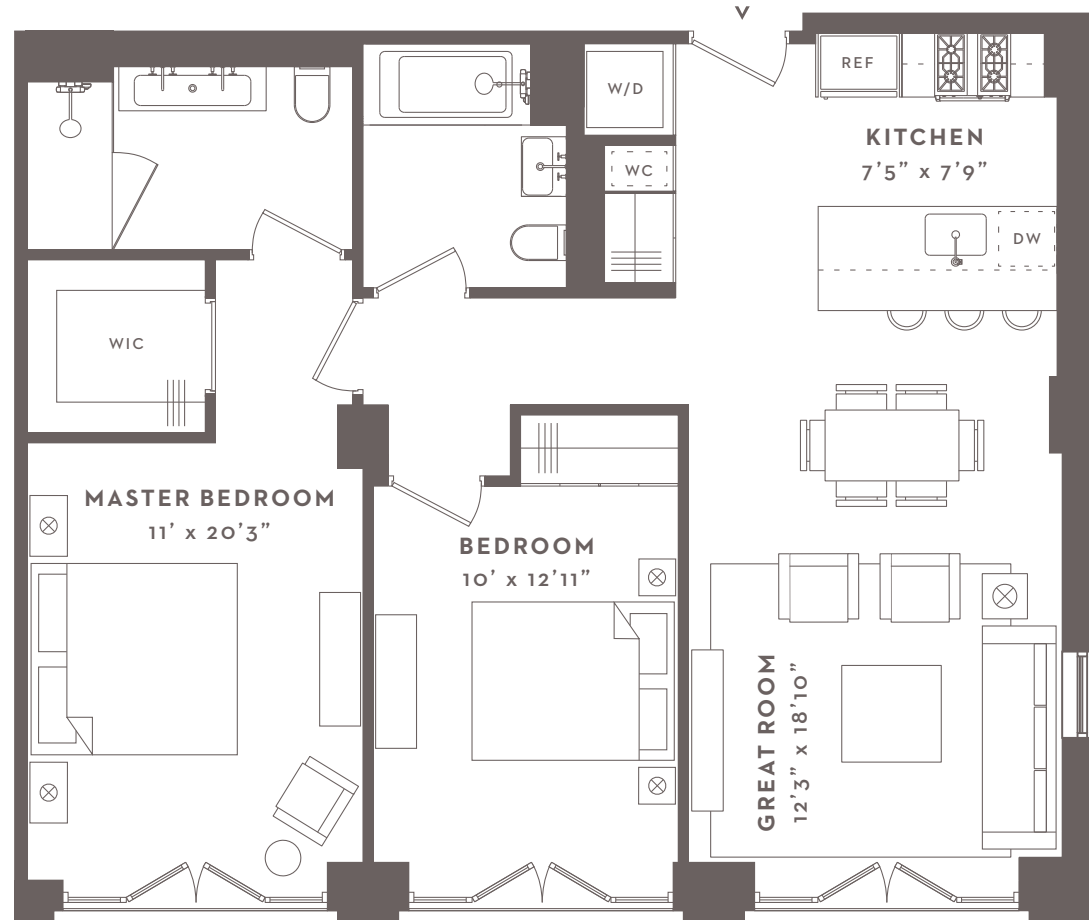 REF
W/D
KITCHEN
7’5” x 7’9”
WC
DW
WIC
MASTER BEDROOM
11’ x 20’3”
BEDROOM
10’ x 12’11”
GREAT ROOM
12’3” x 18’10”